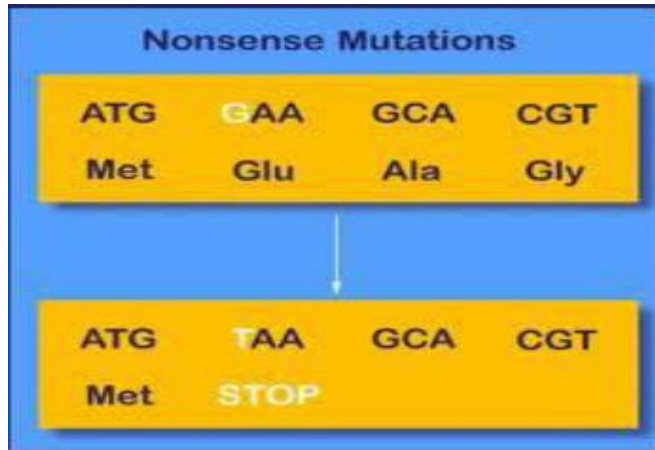 Nonsense Mutations
ATG GAA GCA CGT
Met Glu Ala Gly
ATG TAA GCA CGT
Met STOP